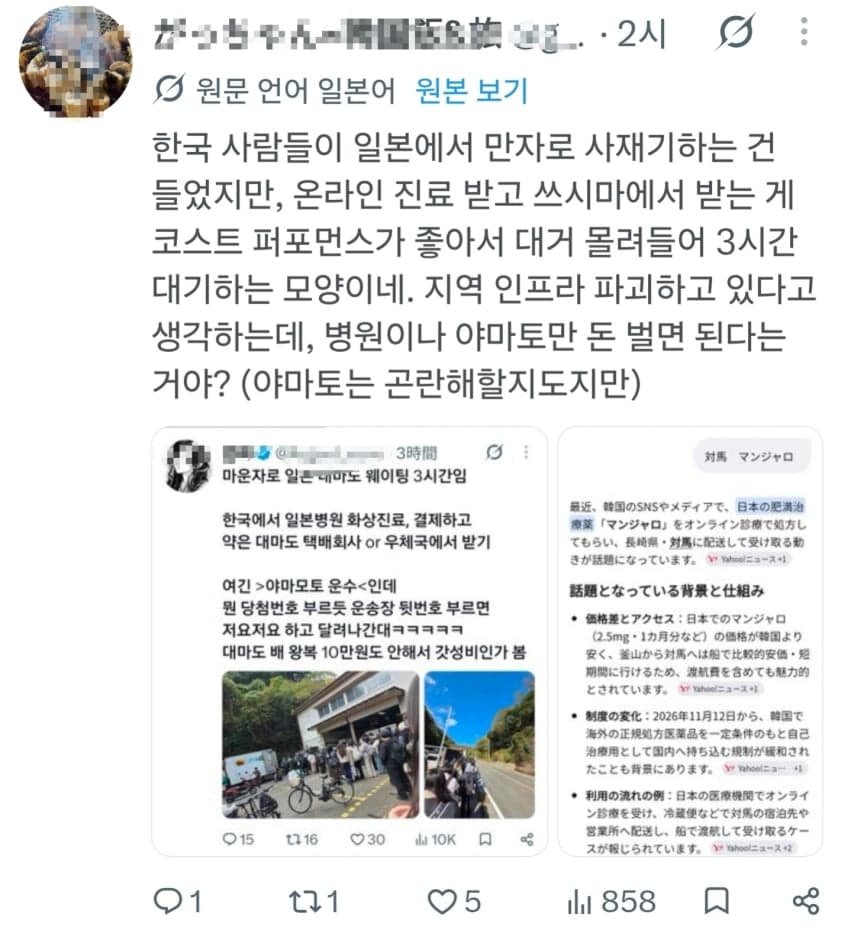 · 2시
원문 언어 일본어 원본 보기
한국 사람들이 일본에서 만자로 사재기하는 건
들었지만, 온라인 진료 받고 쓰시마에서 받는 게
코스트 퍼포먼스가 좋아서 대거 몰려들어 3시간
대기하는 모양이네. 지역 인프라 파괴하고 있다고
생각하는데, 병원이나 야마토만 돈 벌면 된다는
거야? (야마토는 곤란해할지도지만)
3時間
마운자로 일본 대마도 웨이팅 3시간임
한국에서 일본병원 화상진료, 결제하고
약은 대마도 택배회사 or 우체국에서 받기
여긴 >야마모토 운수<인데
뭔 당첨번호 부르듯 운송장 뒷번호 부르면
저요저요 하고 달려나간대ㅋㅋㅋㅋㅋ
대마도 배 왕복 10만원도 안해서 갓성비인가 봄
15 16 30 10K
対馬 マンジャロ
最近、韓国のSNSやメディアで、日本の肥満治
療薬「マンジャロ」をオンライン診療で処方し
てもらい、長崎県・対馬に配送して受け取る動
きが話題になっています。 Yahoo!ニュース +1
話題となっている背景と仕組み
• 価格差とアクセス：日本でのマンジャロ
（2.5mg・1カ月分など）の価格が韓国より
安く、釜山から対馬へは船で比較的安価・短
期間に行けるため、渡航費を含めても魅力的
とされています。 Yahoo!ニュース +1
• 制度の変化：2026年11月12日から、韓国で
海外の正規処方医薬品を一定条件のもと自己
治療用として国内へ持ち込む規制が緩和され
たことも背景にあります。 Yahoo!ニュ… +1
• 利用の流れの例：日本の医療機関でオンライ
ン診療を受け、冷蔵便などで対馬の宿泊先や
営業所へ配送し、船で渡航して受け取るケー
スが報じられています。 Yahoo!ニュース +2
1 1 5 858